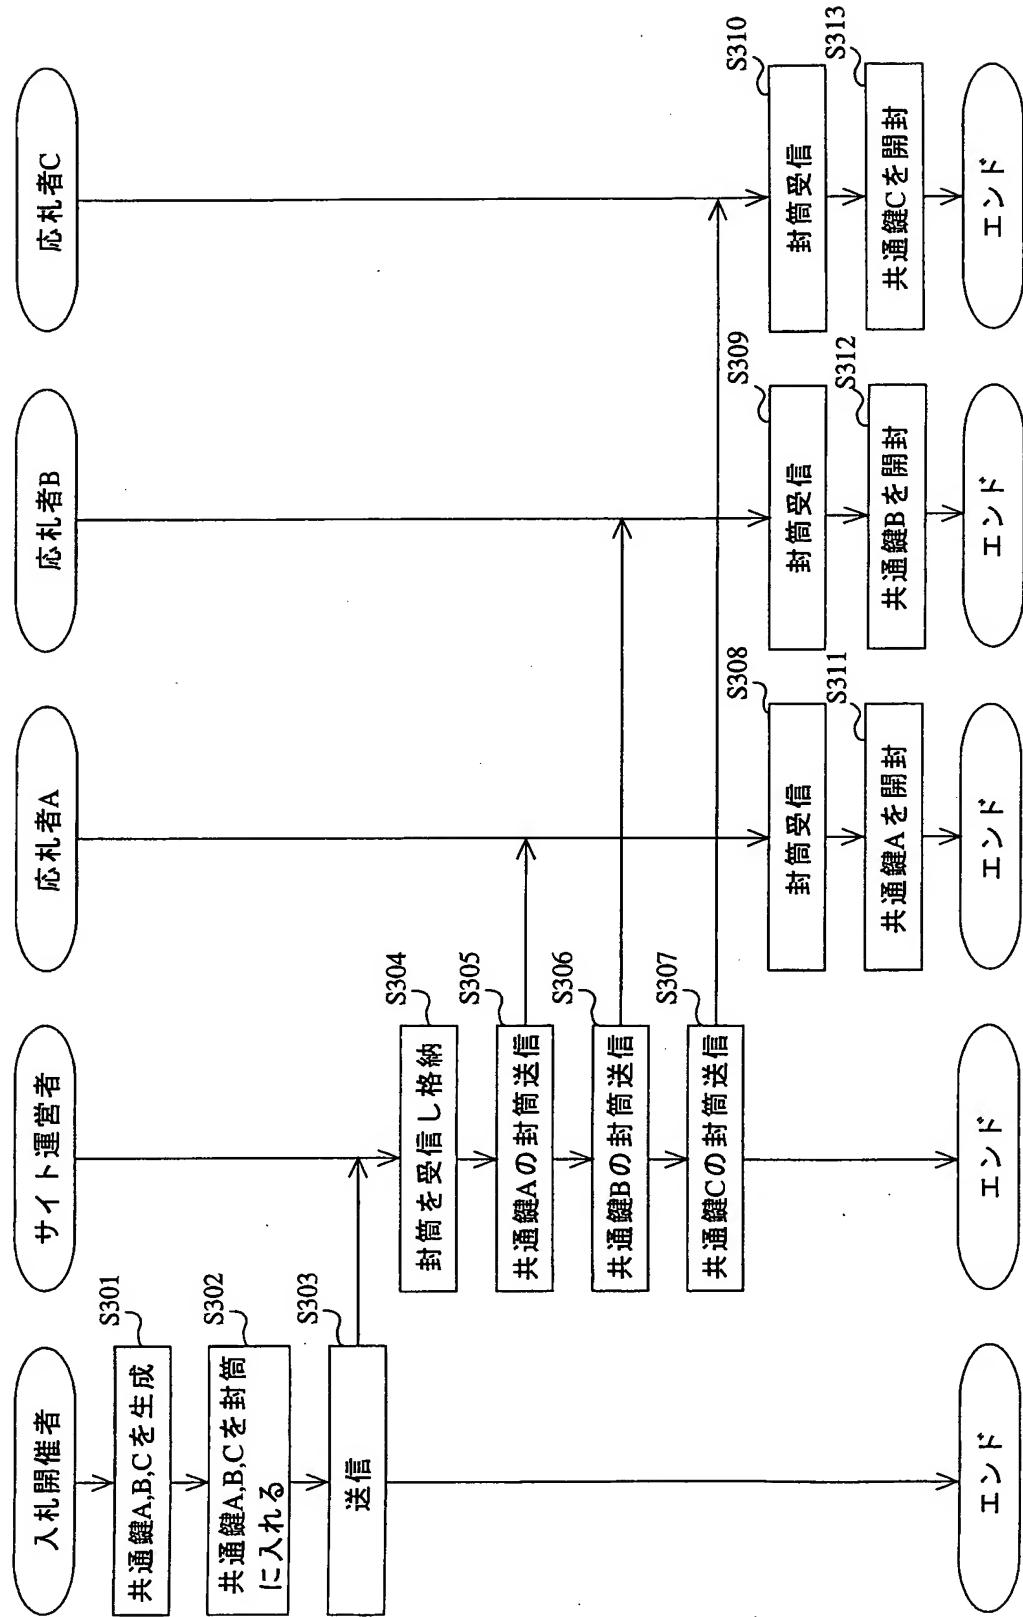 入札開催者
サイト運営者
応札者A
応札者B
応札者C
S301
共通鍵A,B,Cを生成
S302
共通鍵A,B,Cを封筒
に入れる
S303
送信
S304
封筒を受信し格納
S305
共通鍵Aの封筒送信
S306
共通鍵Bの封筒送信
S307
共通鍵Cの封筒送信
S308
封筒受信
S309
封筒受信
S310
封筒受信
S311
共通鍵Aを開封
S312
共通鍵Bを開封
S313
共通鍵Cを開封
エンド
エンド
エンド
エンド
エンド